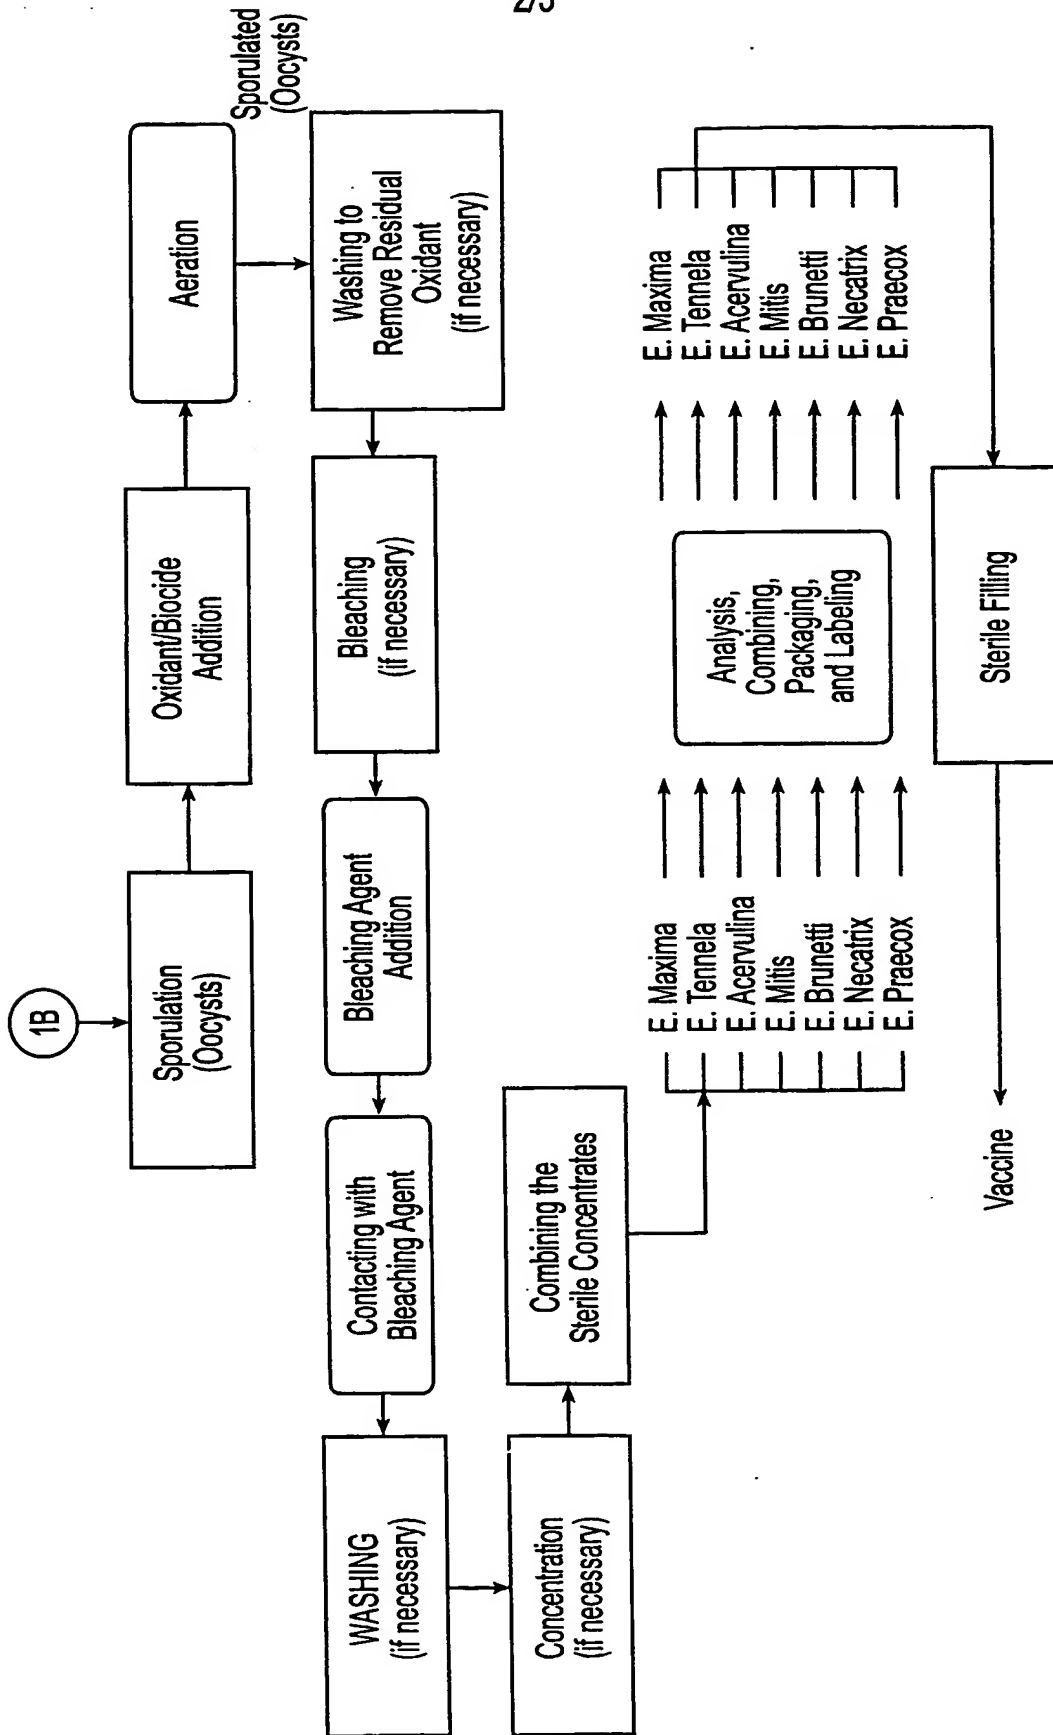 1B
Sporulation
(Oocysts)
Oxidant/Biocide
Addition
Aeration
Sporulated
(Oocysts)
Washing to
Remove Residual
Oxidant
(if necessary)
Bleaching
(if necessary)
Bleaching Agent
Addition
Contacting with
Bleaching Agent
WASHING
(if necessary)
Concentration
(if necessary)
Combining the
Sterile Concentrates
E. Maxima
E. Tennela
E. Acervulina
E. Mitis
E. Brunetti
E. Necatrix
E. Praecox
Analysis,
Combining,
Packaging,
and Labeling
E. Maxima
E. Tennela
E. Acervulina
E. Mitis
E. Brunetti
E. Necatrix
E. Praecox
Sterile Filling
Vaccine